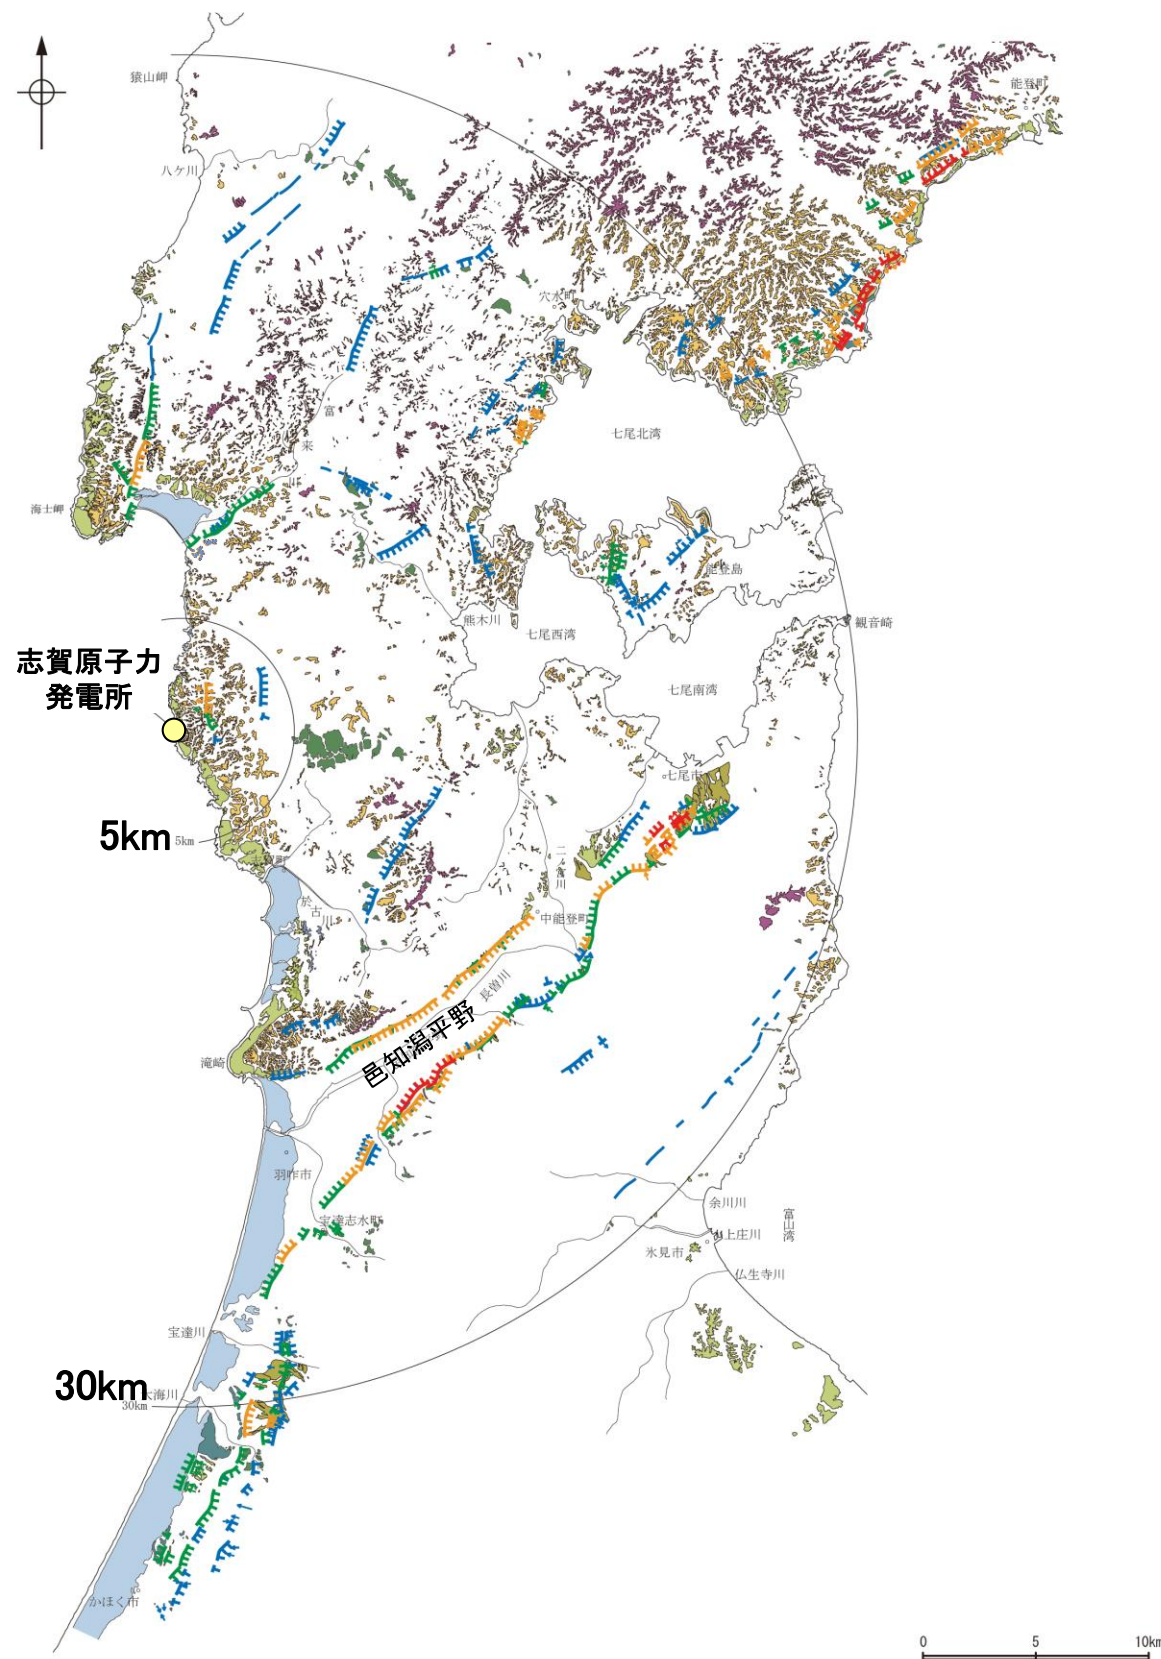 猿山岬
能登町
八ケ川
穴水町
富
来
七尾北湾
海士岬
能登島
熊木川
七尾西湾
観音崎
志賀原子力
発電所
七尾南湾
七尾市
5km
5km
二ノ宮川
於古川
中能登町
長曽川
邑知潟平野
滝崎
羽咋市
宝達志水町
余川川
上庄川
富山湾
氷見市
仏生寺川
宝達川
30km
大海川
30km
かほく市
0 5 10km